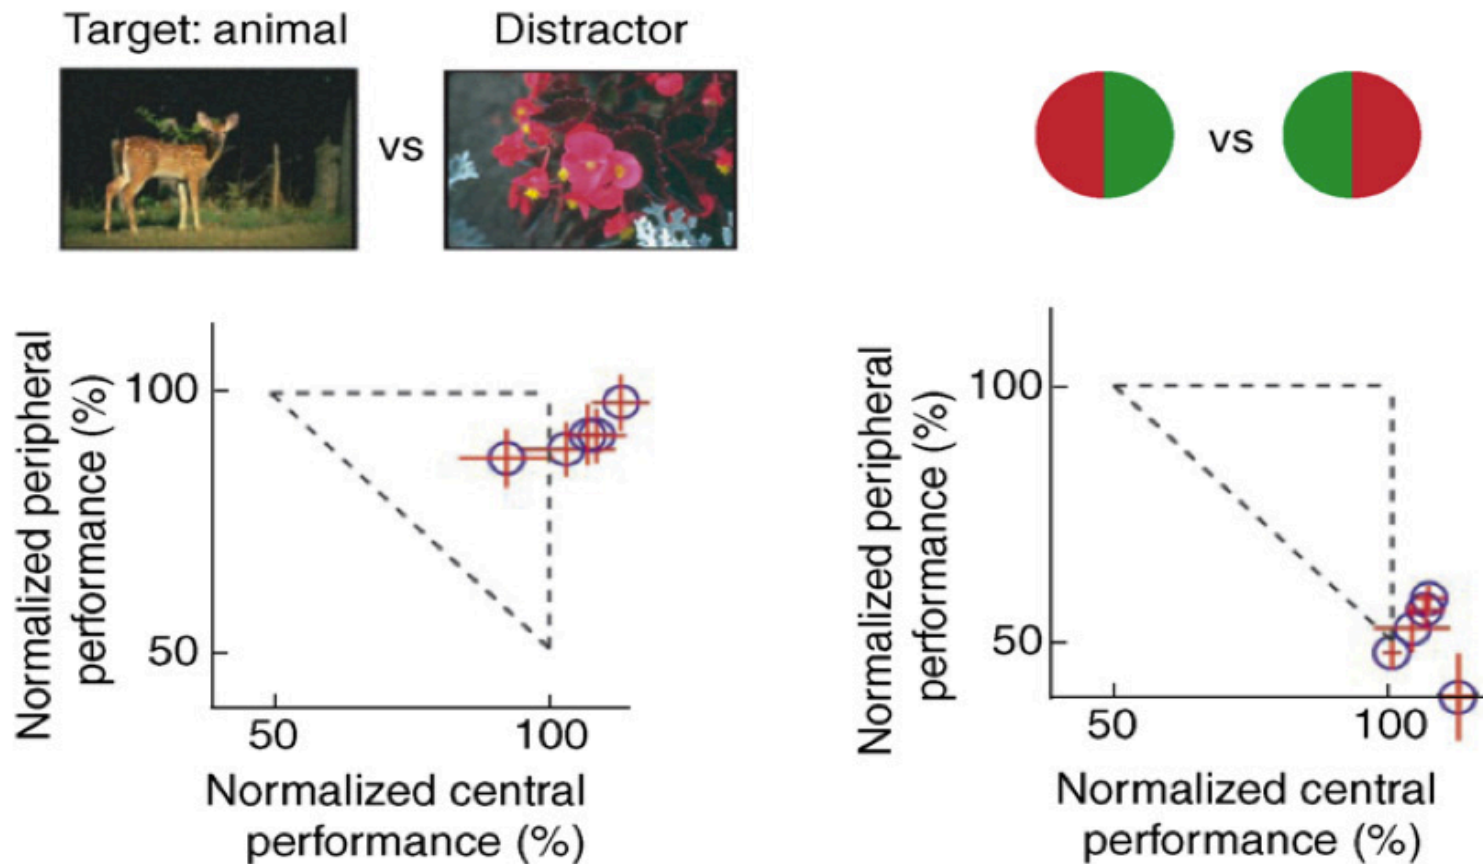 Target: animal
Distractor
vs
vs
Normalized peripheral
performance (%)
100
50
50
100
Normalized central
performance (%)
Normalized peripheral
performance (%)
100
50
50
100
Normalized central
performance (%)